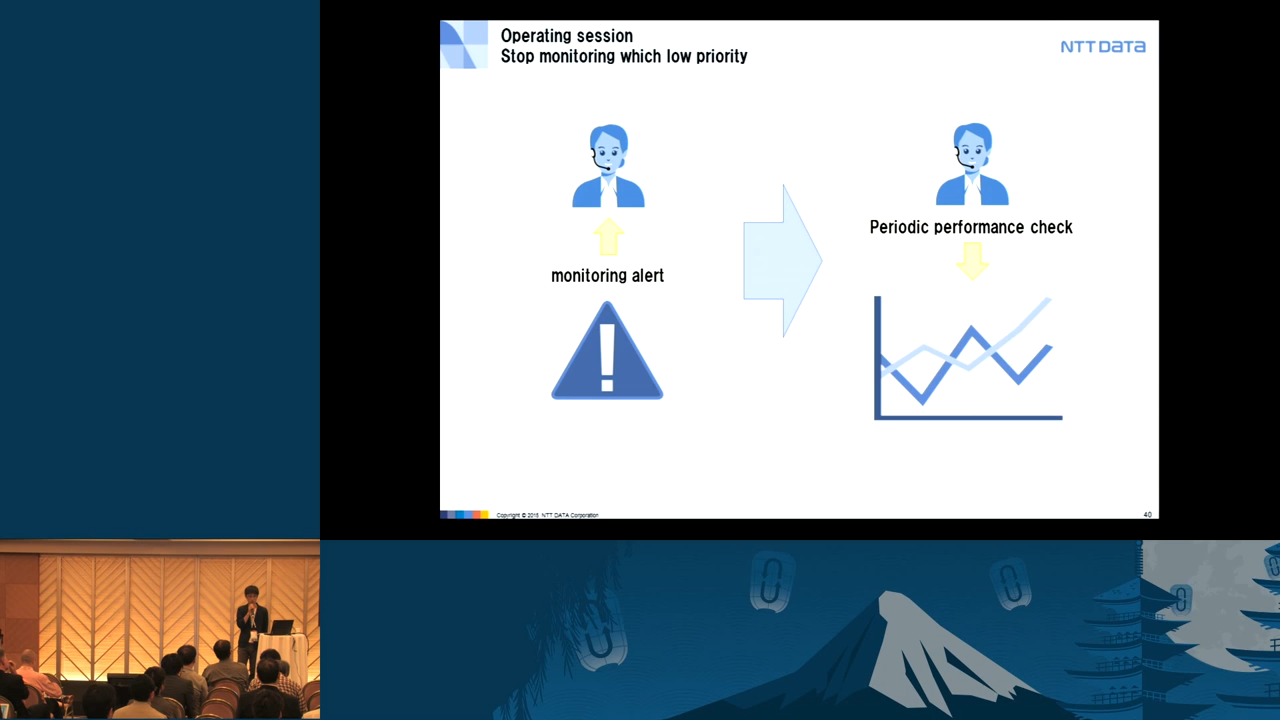 Operating session
Stop monitoring which low priority
NTT DATA
Periodic performance check
monitoring alert
Copyright © 2015 NTT DATA Corporation
40